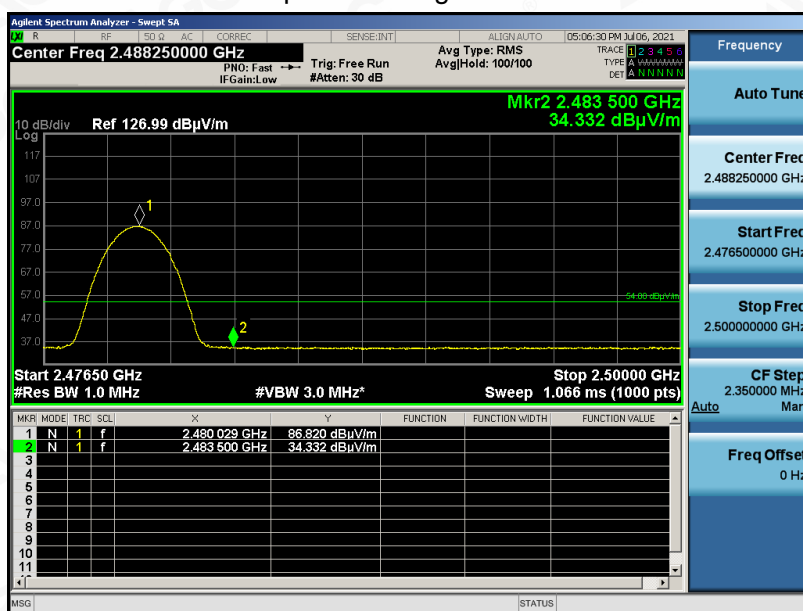 Agilent Spectrum Analyzer - Swept SA
LXI R RF 50 Ω AC CORREC SENSE:INT ALIGN AUTO 05:06:30 PM Jul 06, 2021
Center Freq 2.488250000 GHz
PNO: Fast
IFGain:Low
Trig: Free Run
#Atten: 30 dB
Avg Type: RMS
Avg|Hold: 100/100
TRACE 1 2 3 4 5 6
TYPE A WWWWW
DET A N N N N N
Mkr2 2.483 500 GHz
34.332 dBµV/m
10 dB/div Ref 126.99 dBµV/m
Log
117
107
97.0
87.0
77.0
67.0
57.0
47.0
37.0
1
2
54.00 dBµV/m
Start 2.47650 GHz Stop 2.50000 GHz
#Res BW 1.0 MHz #VBW 3.0 MHz* Sweep 1.066 ms (1000 pts)
MKR MODE TRC SCL X Y FUNCTION FUNCTION WIDTH FUNCTION VALUE
1 N 1 f 2.480 029 GHz 86.820 dBµV/m
2 N 1 f 2.483 500 GHz 34.332 dBµV/m
3
4
5
6
7
8
9
10
11
MSG STATUS
Frequency
Auto Tune
Center Freq
2.488250000 GHz
Start Freq
2.476500000 GHz
Stop Freq
2.500000000 GHz
CF Step
2.350000 MHz
Auto Man
Freq Offset
0 Hz